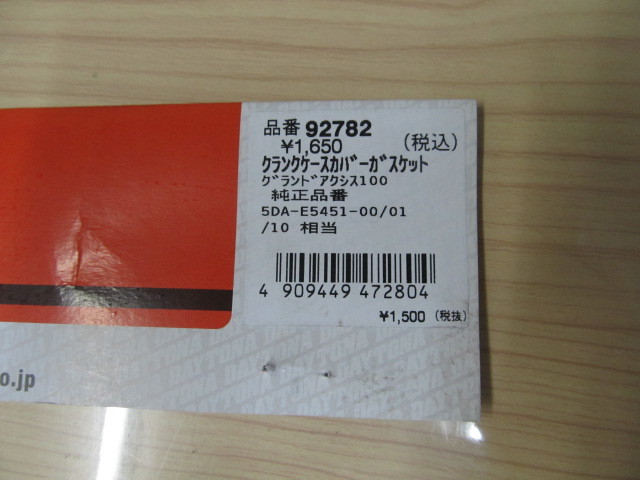 品番 92782
¥1,650 (税込)
クランクケースカバーガスケット
グランドアクシス100
純正品番
5DA-E5451-00/01
/10 相当
4 909449 472804
¥1,500 (税抜)
o.jp